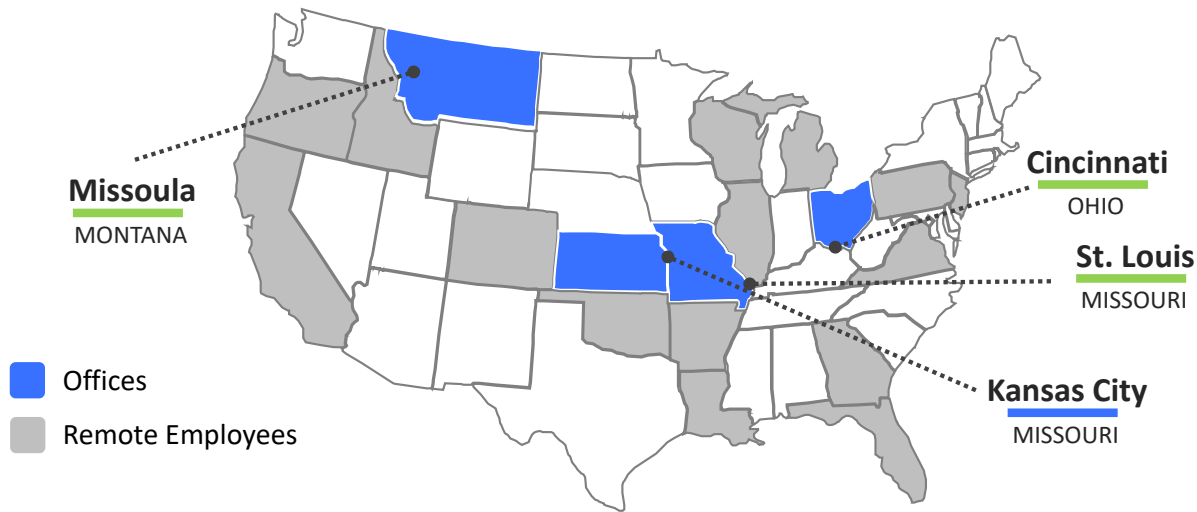 Missoula
MONTANA
Cincinnati
OHIO
St. Louis
MISSOURI
Kansas City
MISSOURI
Offices
Remote Employees